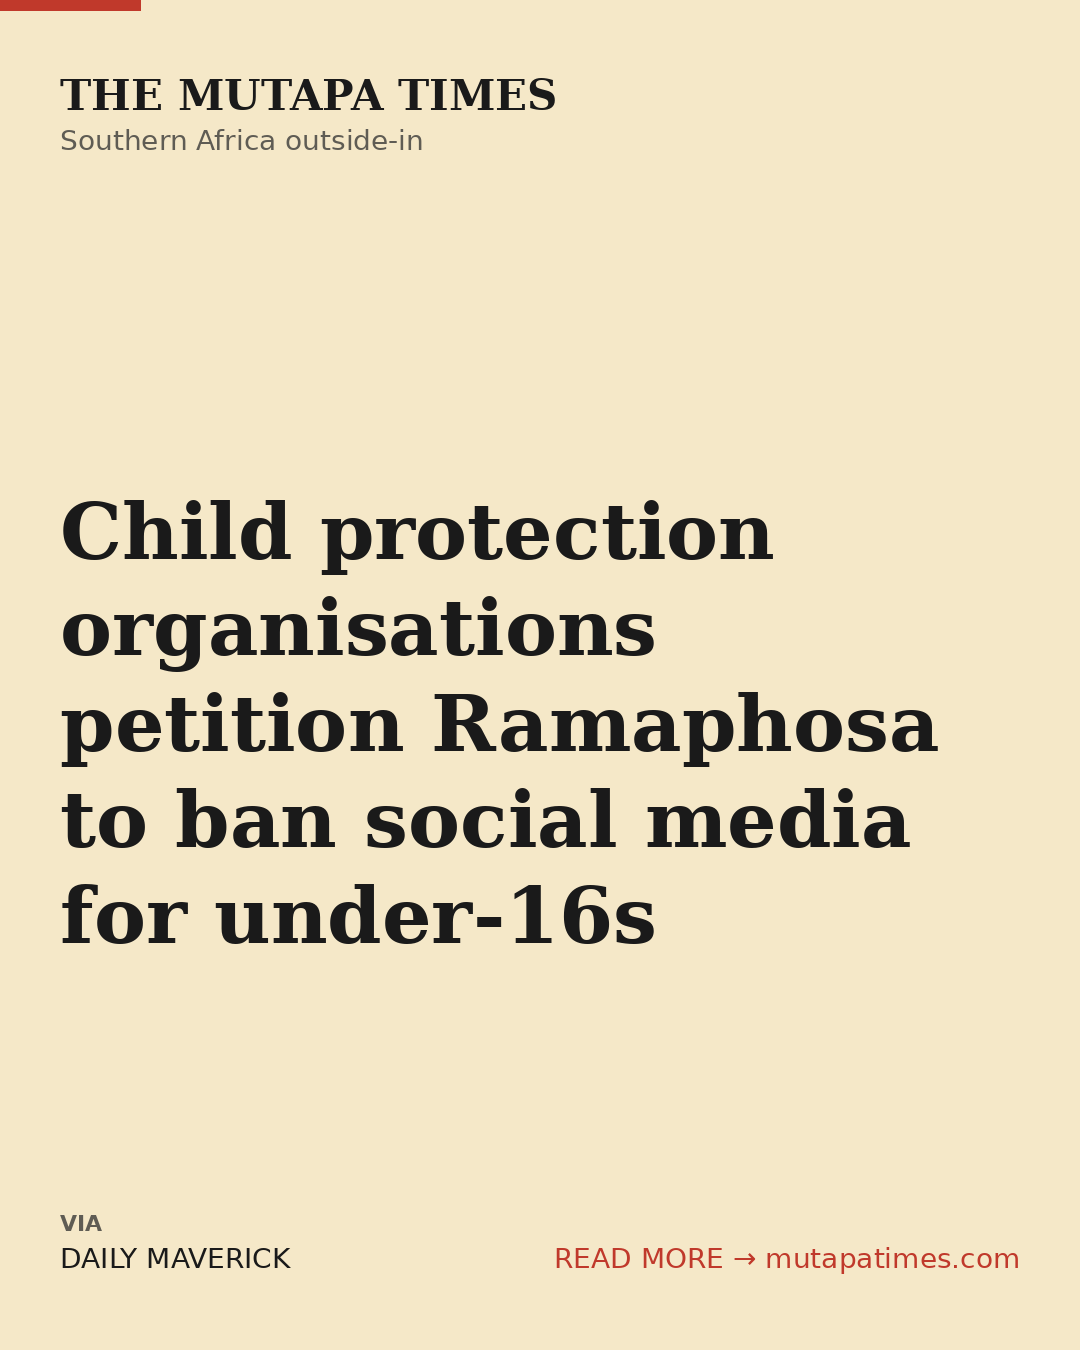 THE MUTAPA TIMES
Southern Africa outside-in
Child protection
organisations
petition Ramaphosa
to ban social media
for under-16s
VIA
DAILY MAVERICK
READ MORE → mutapatimes.com